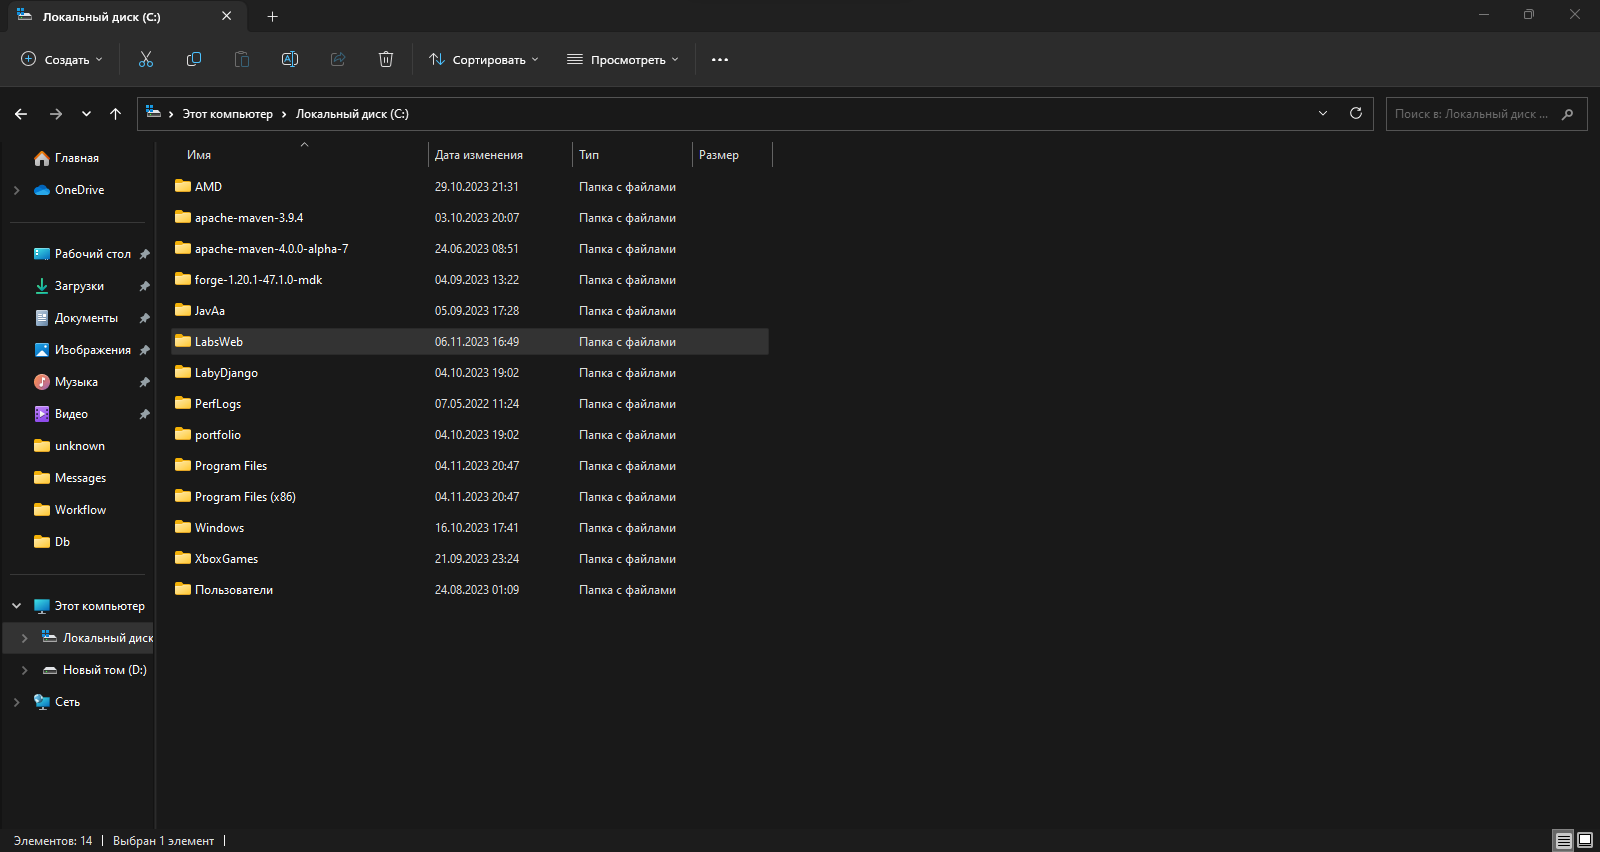 Локальный диск (C:)
Создать
Сортировать
Просмотреть
Этот компьютер
Локальный диск (C:)
Поиск в: Локальный диск ...
Главная
OneDrive
Рабочий стол
Загрузки
Документы
Изображения
Музыка
Видео
unknown
Messages
Workflow
Db
Этот компьютер
Локальный диск
Новый том (D:)
Сеть
Имя Дата изменения Тип Размер
AMD 29.10.2023 21:31 Папка с файлами
apache-maven-3.9.4 03.10.2023 20:07 Папка с файлами
apache-maven-4.0.0-alpha-7 24.06.2023 08:51 Папка с файлами
forge-1.20.1-47.1.0-mdk 04.09.2023 13:22 Папка с файлами
JavAa 05.09.2023 17:28 Папка с файлами
LabsWeb 06.11.2023 16:49 Папка с файлами
LabyDjango 04.10.2023 19:02 Папка с файлами
PerfLogs 07.05.2022 11:24 Папка с файлами
portfolio 04.10.2023 19:02 Папка с файлами
Program Files 04.11.2023 20:47 Папка с файлами
Program Files (x86) 04.11.2023 20:47 Папка с файлами
Windows 16.10.2023 17:41 Папка с файлами
XboxGames 21.09.2023 23:24 Папка с файлами
Пользователи 24.08.2023 01:09 Папка с файлами
Элементов: 14 Выбран 1 элемент